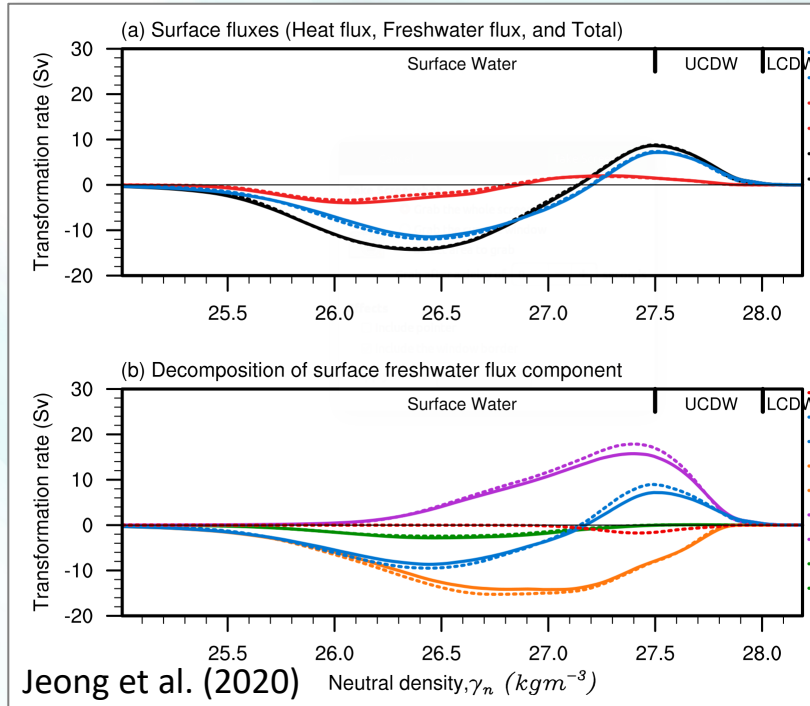 (a) Surface fluxes (Heat flux, Freshwater flux, and Total)
30
20
10
0
-10
-20
Transformation rate (Sv)
Surface Water
UCDW
LCDW
25.5 26.0 26.5 27.0 27.5 28.0
(b) Decomposition of surface freshwater flux component
30
20
10
0
-10
-20
Transformation rate (Sv)
Surface Water
UCDW
LCDW
25.5 26.0 26.5 27.0 27.5 28.0
Jeong et al. (2020)
Neutral density,γₙ (kgm⁻³)